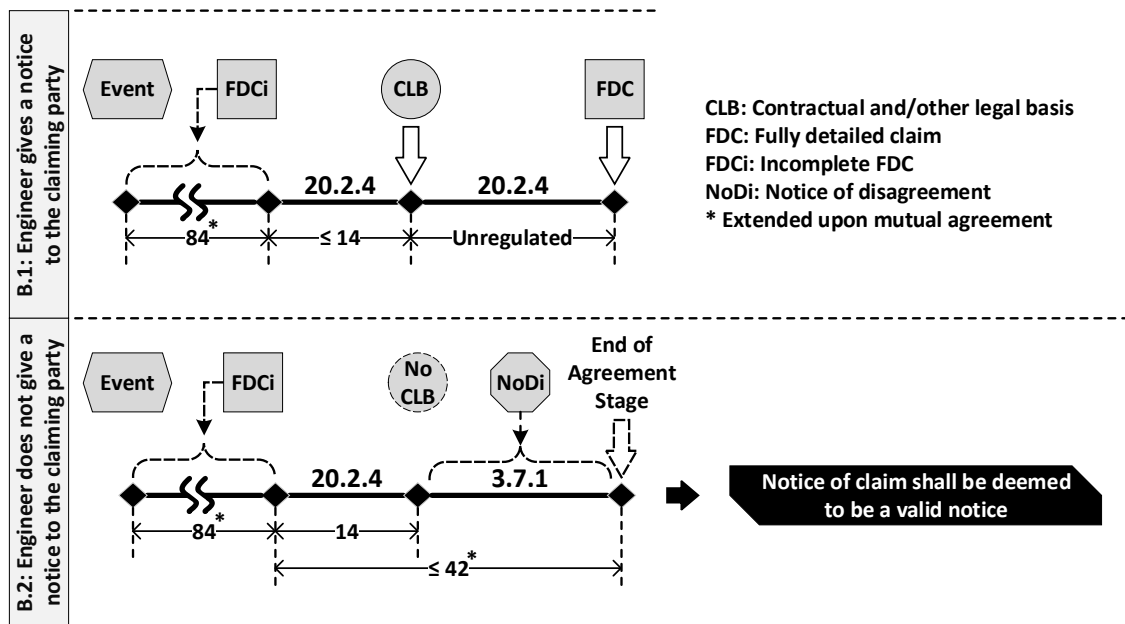 B.1: Engineer gives a notice
to the claiming party
Event
FDCi
CLB
FDC
20.2.4
20.2.4
84*
≤ 14
Unregulated
CLB: Contractual and/other legal basis
FDC: Fully detailed claim
FDCi: Incomplete FDC
NoDi: Notice of disagreement
* Extended upon mutual agreement
B.2: Engineer does not give a
notice to the claiming party
Event
FDCi
No
CLB
NoDi
End of
Agreement
Stage
20.2.4
3.7.1
84*
14
≤ 42*
Notice of claim shall be deemed
to be a valid notice